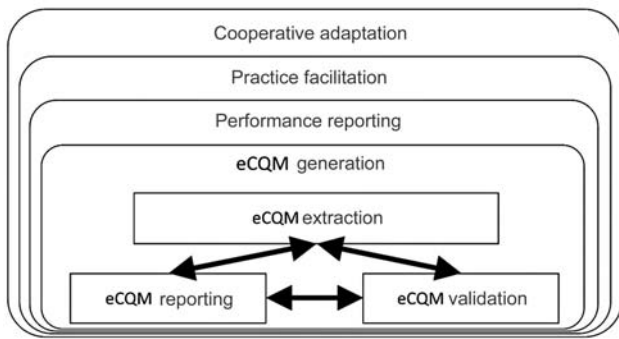 Cooperative adaptation
Practice facilitation
Performance reporting
eCQM generation
eCQM extraction
eCQM reporting
eCQM validation